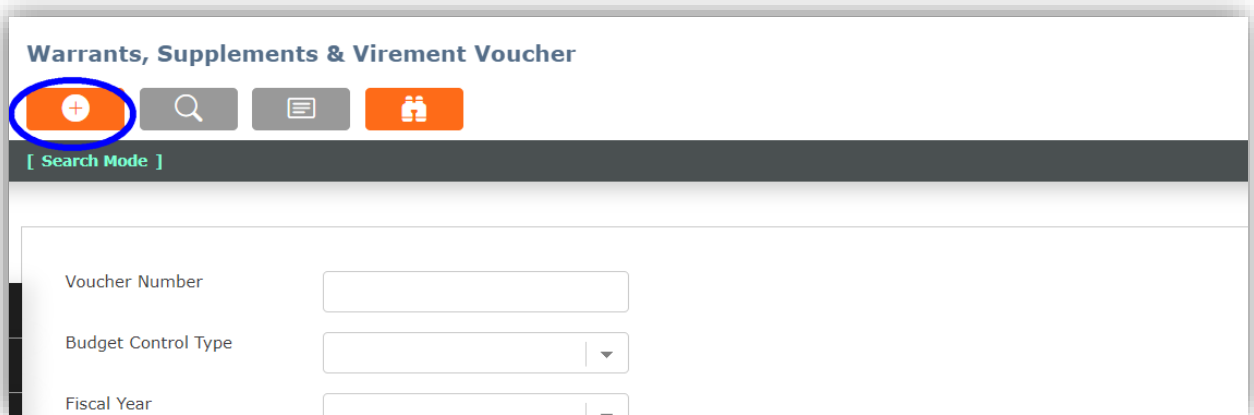 Warrants, Supplements & Virement Voucher
[ Search Mode ]
Voucher Number
Budget Control Type
Fiscal Year